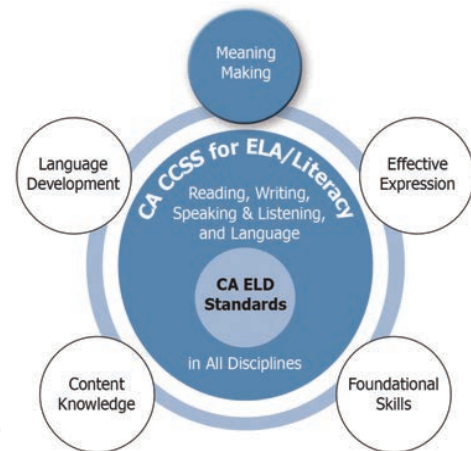 Meaning
Making
Language
Development
Effective
Expression
CA CCSS for ELA/Literacy
Reading, Writing,
Speaking & Listening,
and Language
CA ELD
Standards
in All Disciplines
Content
Knowledge
Foundational
Skills